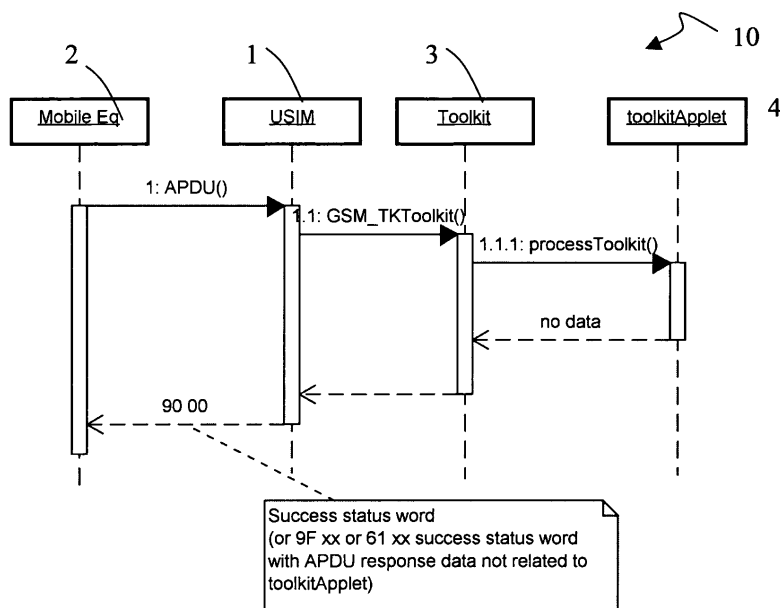 10
2
1
3
4
Mobile Eq
USIM
Toolkit
toolkitApplet
1: APDU()
1.1: GSM_TKToolkit()
1.1.1: processToolkit()
no data
90 00
Success status word
(or 9F xx or 61 xx success status word
with APDU response data not related to
toolkitApplet)